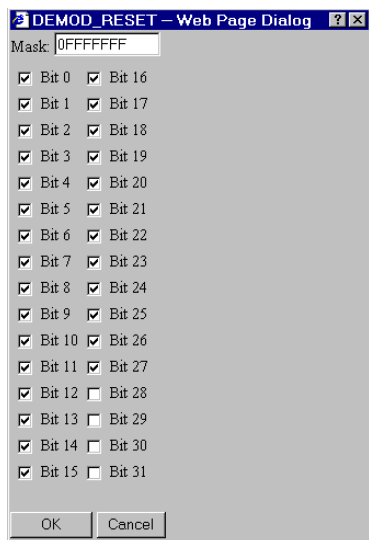 DEMOD_RESET -- Web Page Dialog
Mask: 0FFFFFFF
Bit 0 Bit 16
Bit 1 Bit 17
Bit 2 Bit 18
Bit 3 Bit 19
Bit 4 Bit 20
Bit 5 Bit 21
Bit 6 Bit 22
Bit 7 Bit 23
Bit 8 Bit 24
Bit 9 Bit 25
Bit 10 Bit 26
Bit 11 Bit 27
Bit 12 Bit 28
Bit 13 Bit 29
Bit 14 Bit 30
Bit 15 Bit 31
OK Cancel